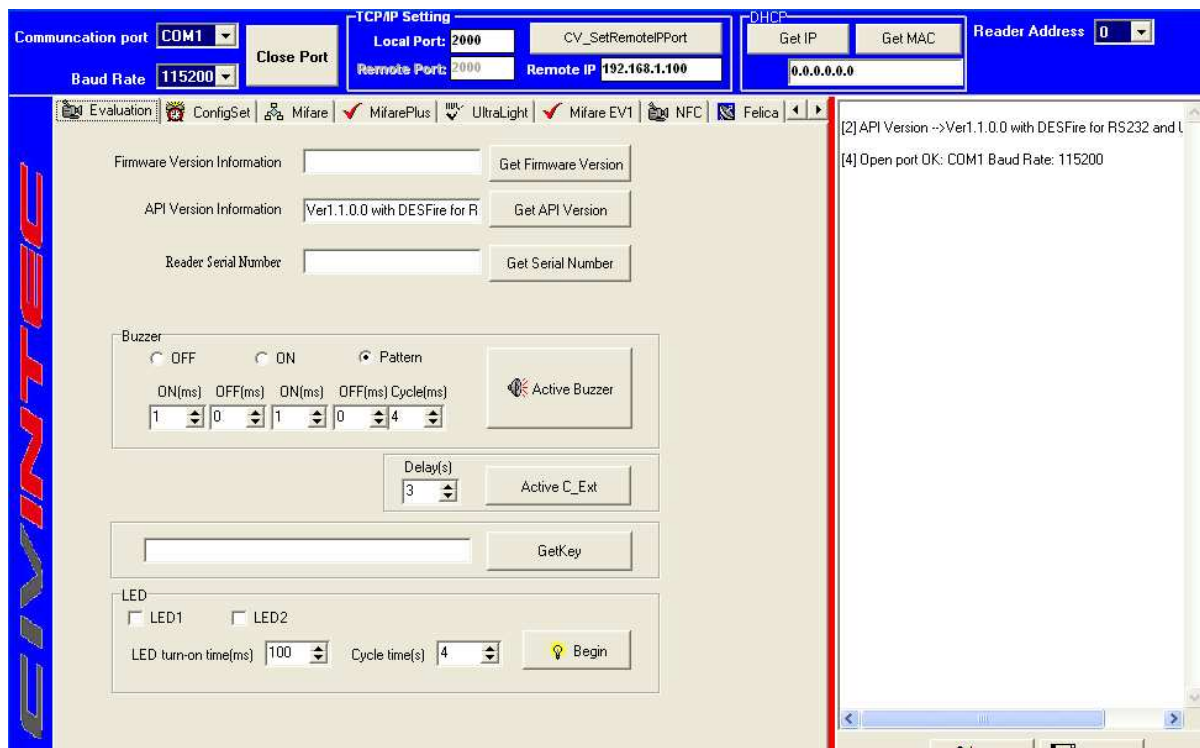 Communcation port COM1
Close Port
Baud Rate 115200
TCP/IP Setting
Local Port: 2000
CV_SetRemoteIPPort
Remote Port: 2000
Remote IP 192.168.1.100
DHCP
Get IP
Get MAC
0.0.0.0.0.0
Reader Address 0
Evaluation ConfigSet Mifare MifarePlus UltraLight Mifare EV1 NFC Felica
CIVINTEC
Firmware Version Information
Get Firmware Version
API Version Information
Ver1.1.0.0 with DESFire for R
Get API Version
Reader Serial Number
Get Serial Number
Buzzer
OFF ON Pattern
ON(ms) OFF(ms) ON(ms) OFF(ms) Cycle(ms)
1 0 1 0 4
Active Buzzer
Delay(s)
3
Active C_Ext
GetKey
LED
LED1 LED2
LED turn-on time(ms) 100 Cycle time(s) 4
Begin
[2] API Version -->Ver1.1.0.0 with DESFire for RS232 and
[4] Open port OK: COM1 Baud Rate: 115200